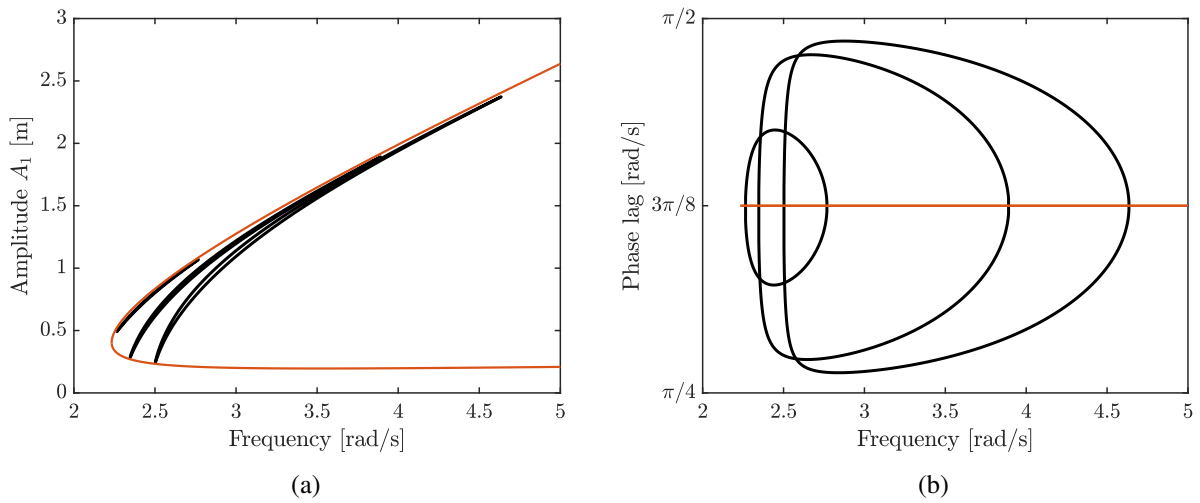 3
2.5
2
1.5
1
0.5
0
Amplitude A₁ [m]
2 2.5 3 3.5 4 4.5 5
Frequency [rad/s]
(a)
π/2
3π/8
π/4
Phase lag [rad/s]
2 2.5 3 3.5 4 4.5 5
Frequency [rad/s]
(b)